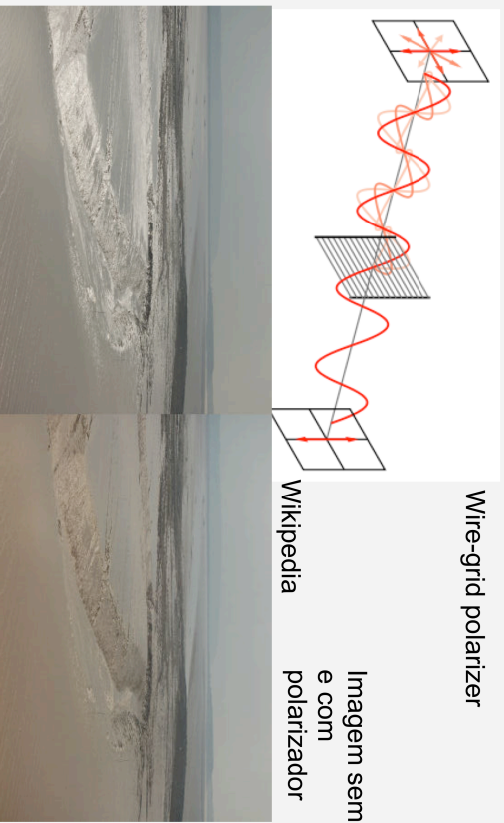 Wire-grid polarizer
Imagem sem
e com
polarizador
Wikipedia